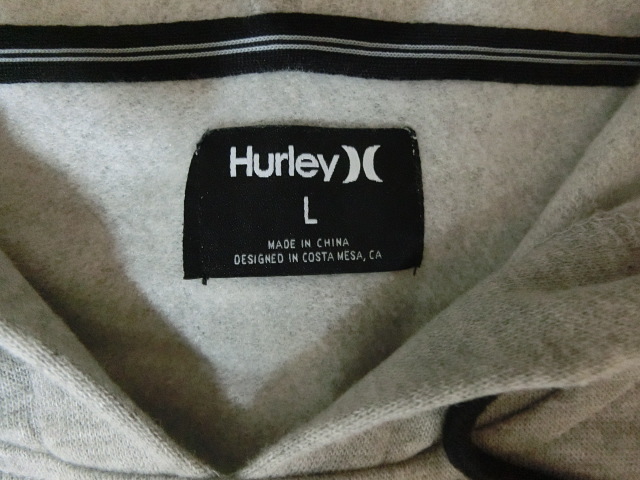 Hurley
L
MADE IN CHINA
DESIGNED IN COSTA MESA, CA